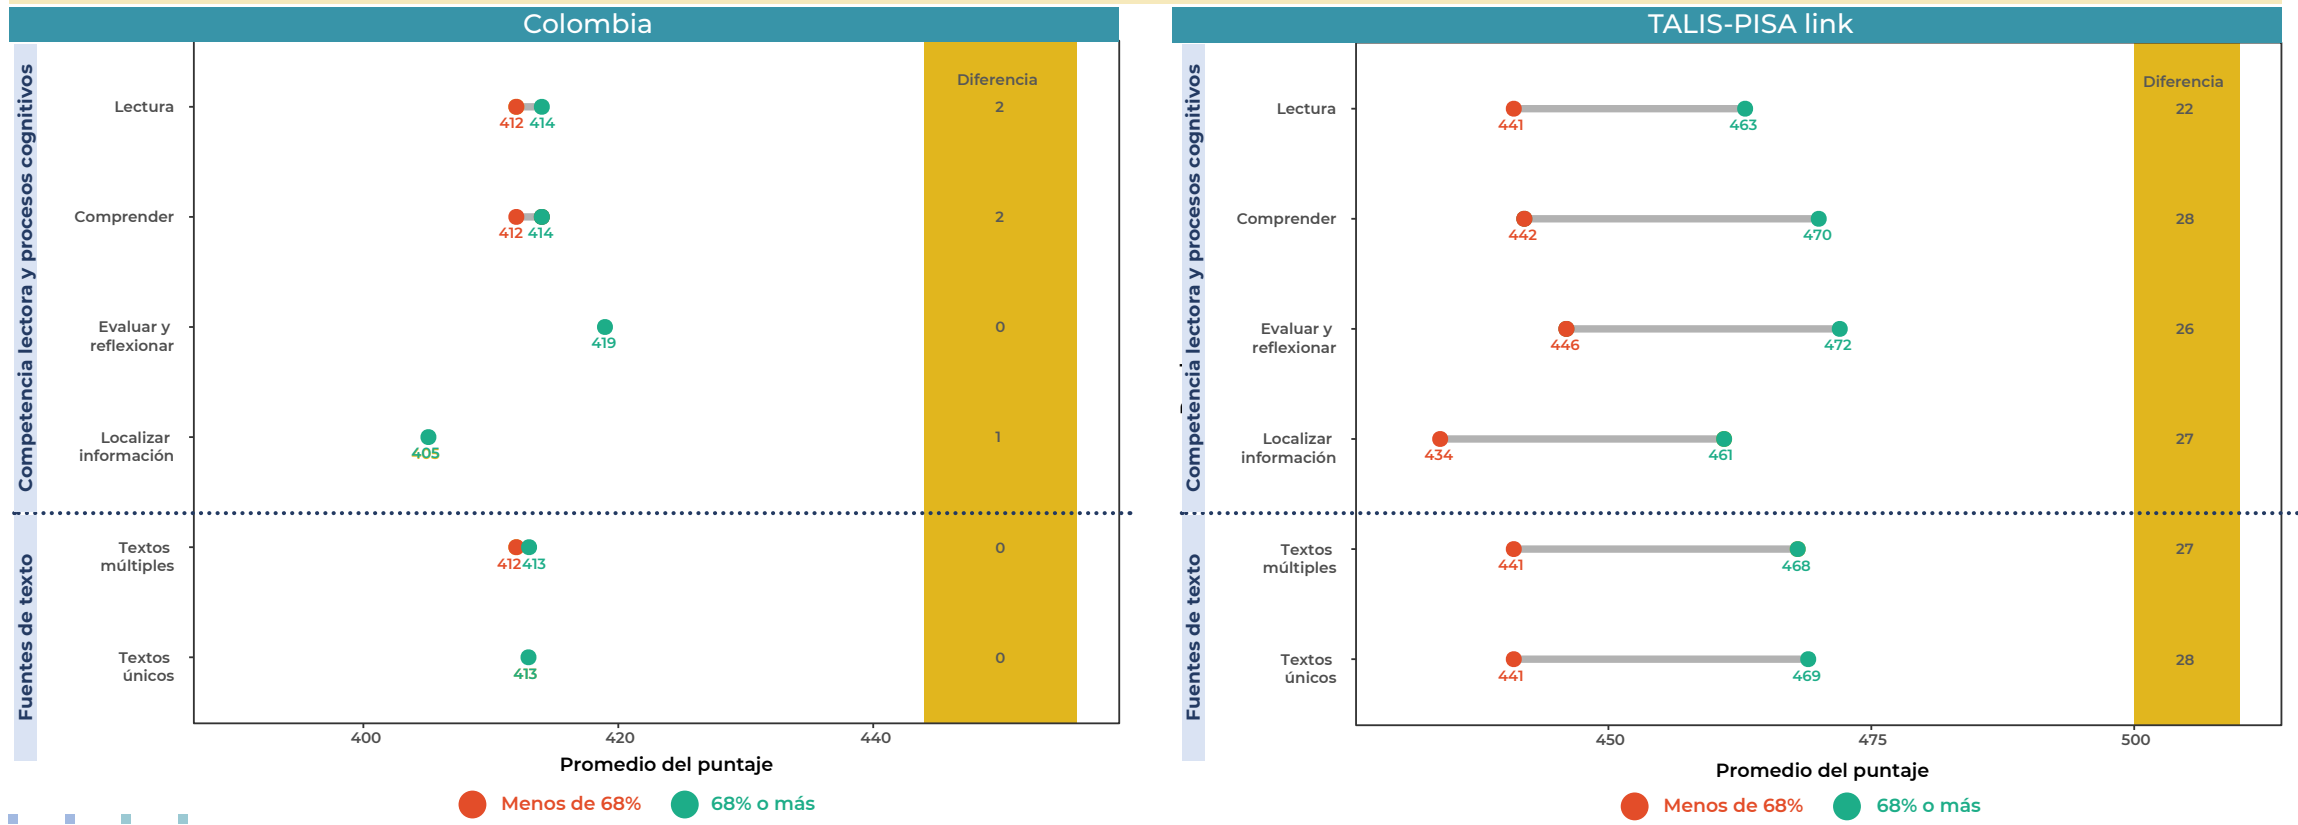 Colombia
Competencia lectora y procesos cognitivos
Fuentes de texto
Diferencia
Lectura
412 414
2
Comprender
412 414
2
Evaluar y
reflexionar
419
0
Localizar
información
405
1
Textos
múltiples
412 413
0
Textos
únicos
413
0
400 420 440
Promedio del puntaje
Menos de 68% 68% o más
TALIS-PISA link
Competencia lectora y procesos cognitivos
Fuentes de texto
Diferencia
Lectura
441 463
22
Comprender
442 470
28
Evaluar y
reflexionar
446 472
26
Localizar
información
434 461
27
Textos
múltiples
441 468
27
Textos
únicos
441 469
28
450 475 500
Promedio del puntaje
Menos de 68% 68% o más